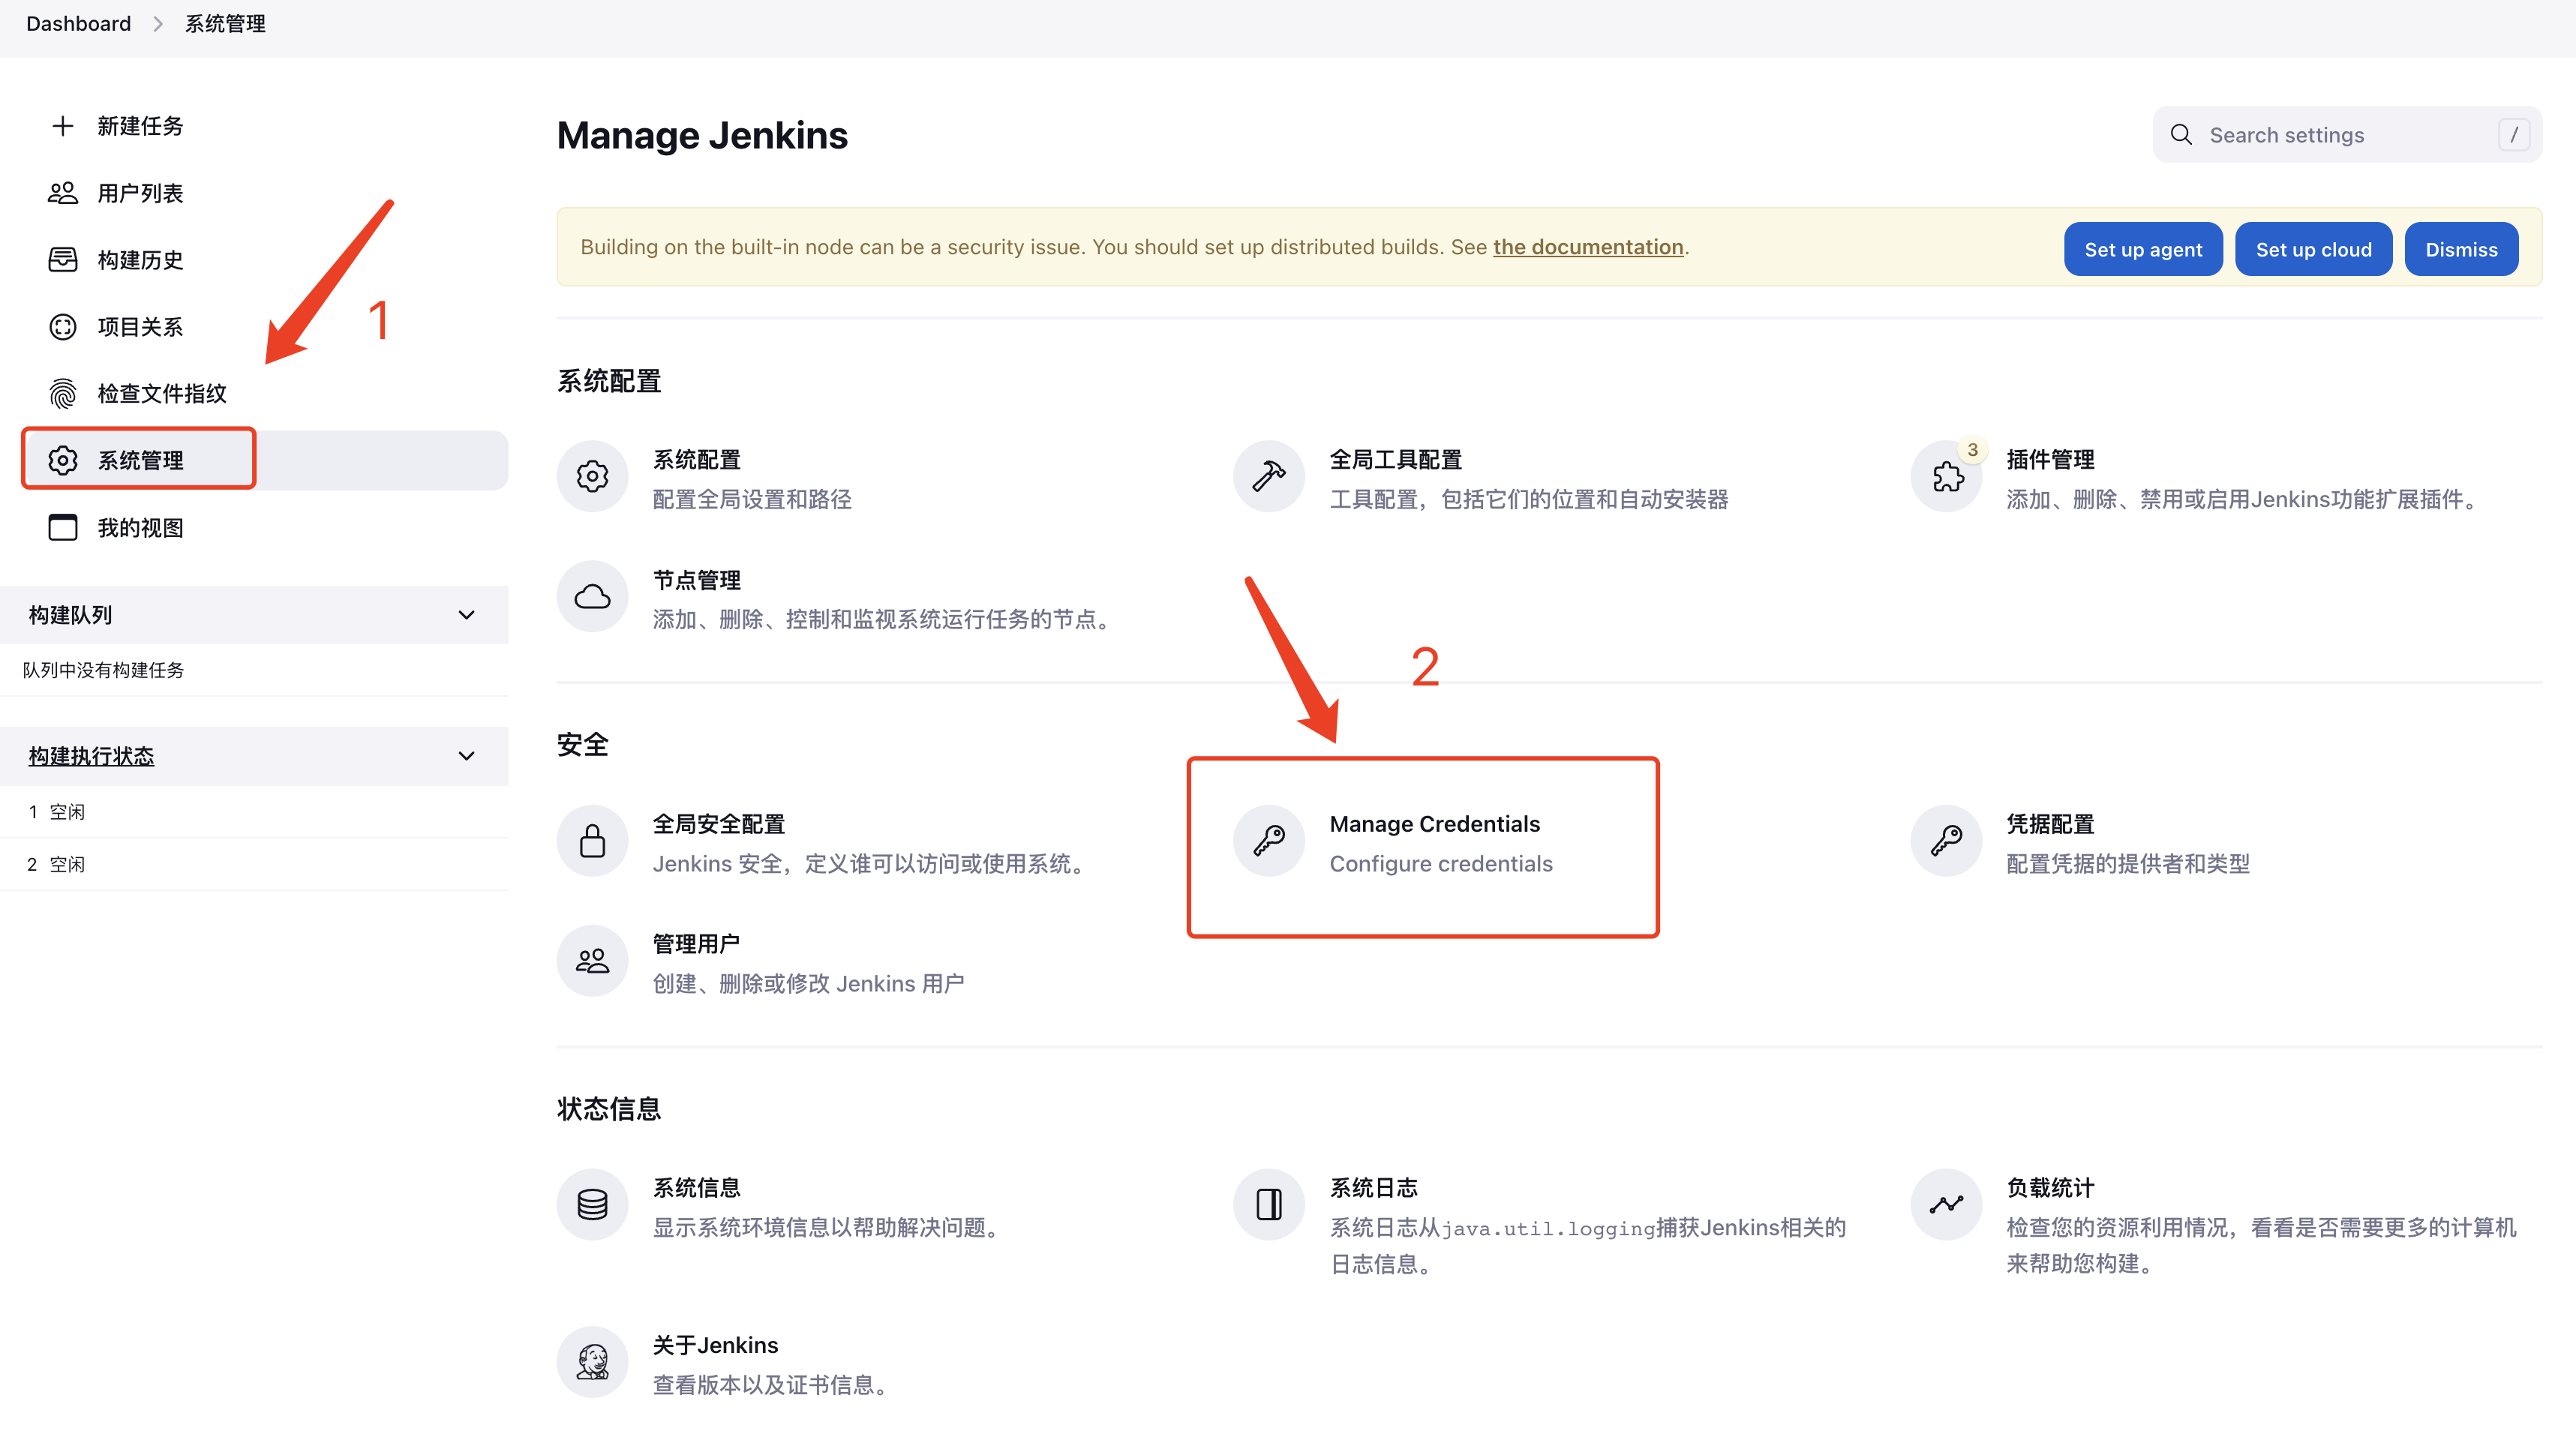 Dashboard
系统管理
新建任务
用户列表
构建历史
项目关系
1
检查文件指纹
系统管理
我的视图
构建队列
队列中没有构建任务
构建执行状态
1 空闲
2 空闲
Manage Jenkins
Search settings
/
Building on the built-in node can be a security issue. You should set up distributed builds. See the documentation.
Set up agent
Set up cloud
Dismiss
系统配置
系统配置
配置全局设置和路径
全局工具配置
工具配置，包括它们的位置和自动安装器
3
插件管理
添加、删除、禁用或启用Jenkins功能扩展插件。
节点管理
添加、删除、控制和监视系统运行任务的节点。
2
安全
全局安全配置
Jenkins 安全，定义谁可以访问或使用系统。
Manage Credentials
Configure credentials
凭据配置
配置凭据的提供者和类型
管理用户
创建、删除或修改 Jenkins 用户
状态信息
系统信息
显示系统环境信息以帮助解决问题。
系统日志
系统日志从java.util.logging捕获Jenkins相关的
日志信息。
负载统计
检查您的资源利用情况，看看是否需要更多的计算机
来帮助您构建。
关于Jenkins
查看版本以及证书信息。